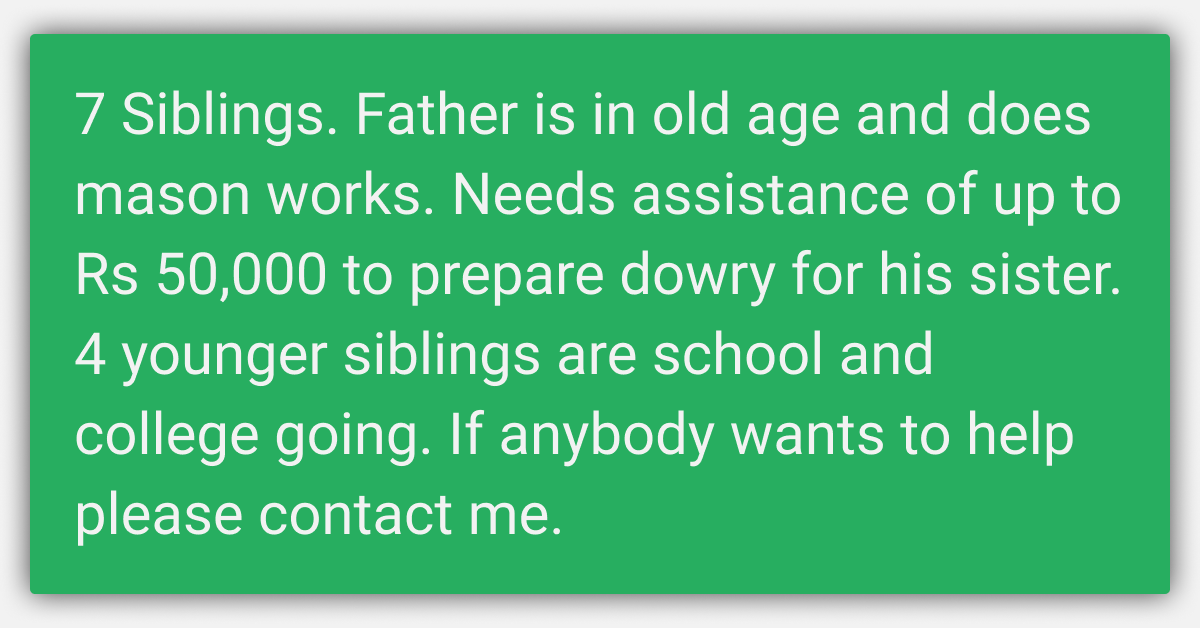 7 Siblings. Father is in old age and does
mason works. Needs assistance of up to
Rs 50,000 to prepare dowry for his sister.
4 younger siblings are school and
college going. If anybody wants to help
please contact me.